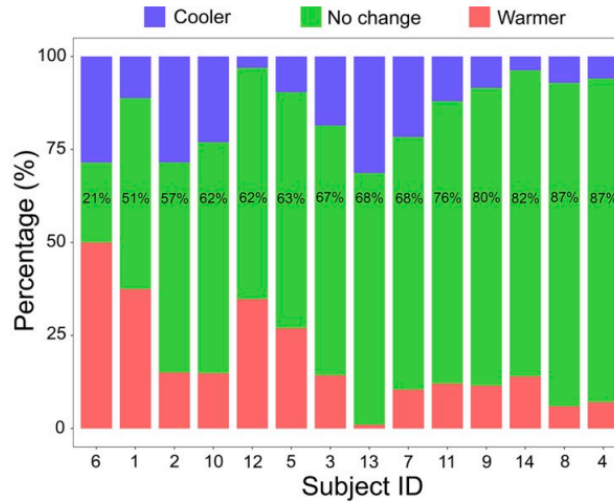 Cooler No change Warmer
Percentage (%)
100
75
50
25
0
21% 51% 57% 62% 62% 63% 67% 68% 68% 76% 80% 82% 87% 87%
6 1 2 10 12 5 3 13 7 11 9 14 8 4
Subject ID